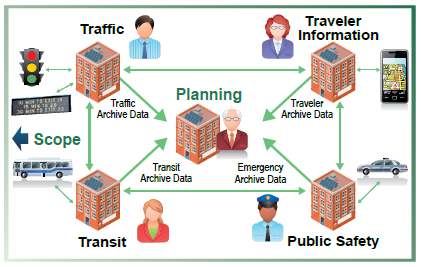 Traffic
Traveler
Information
Planning
Traffic
Archive Data
Traveler
Archive Data
Scope
Transit
Archive Data
Emergency
Archive Data
Transit
Public Safety